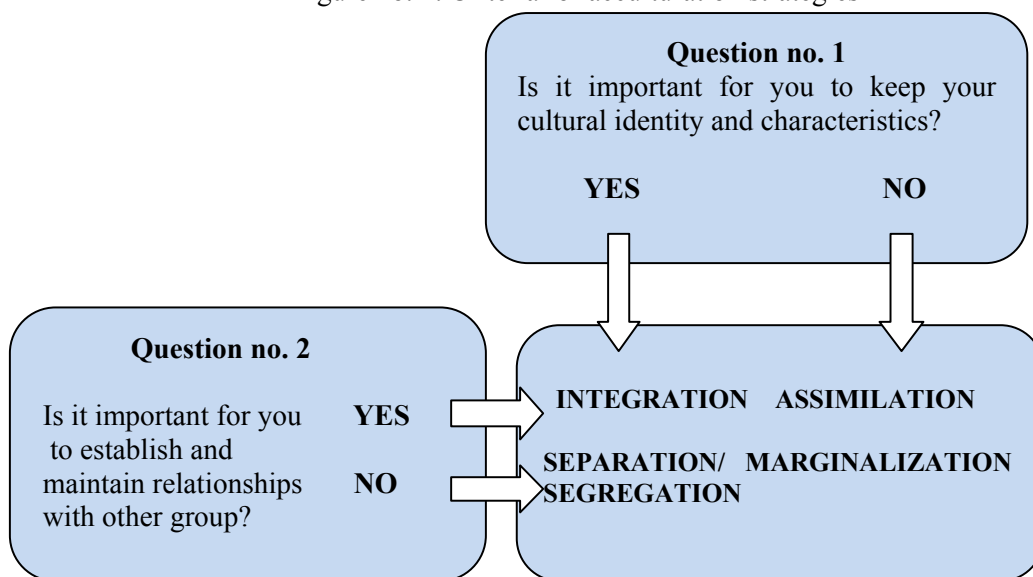 Question no. 1
Is it important for you to keep your
cultural identity and characteristics?
YES NO
Question no. 2
Is it important for you YES
to establish and
maintain relationships NO
with other group?
INTEGRATION ASSIMILATION
SEPARATION/ MARGINALIZATION
SEGREGATION